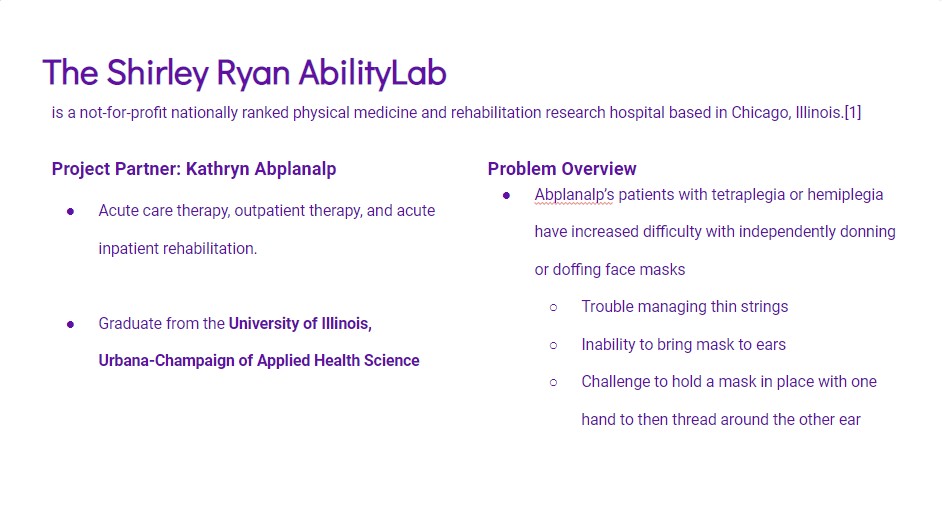 The Shirley Ryan AbilityLab
is a not-for-profit nationally ranked physical medicine and rehabilitation research hospital based in Chicago, Illinois.[1]
Project Partner: Kathryn Abplanalp
● Acute care therapy, outpatient therapy, and acute
inpatient rehabilitation.
● Graduate from the University of Illinois,
Urbana-Champaign of Applied Health Science
Problem Overview
● Abplanalp's patients with tetraplegia or hemiplegia
have increased difficulty with independently donning
or doffing face masks
○ Trouble managing thin strings
○ Inability to bring mask to ears
○ Challenge to hold a mask in place with one
hand to then thread around the other ear